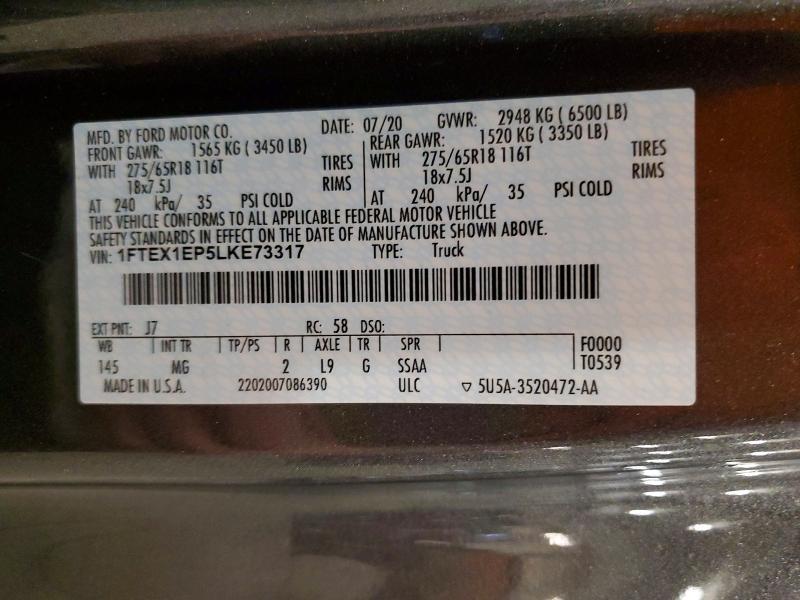 MFD. BY FORD MOTOR CO. DATE: 07/20 GVWR: 2948 KG ( 6500 LB)
FRONT GAWR: 1565 KG ( 3450 LB) REAR GAWR: 1520 KG ( 3350 LB)
WITH 275/65R18 116T TIRES WITH 275/65R18 116T TIRES
18x7.5J RIMS 18x7.5J RIMS
AT 240 kPa/ 35 PSI COLD AT 240 kPa/ 35 PSI COLD
THIS VEHICLE CONFORMS TO ALL APPLICABLE FEDERAL MOTOR VEHICLE
SAFETY STANDARDS IN EFFECT ON THE DATE OF MANUFACTURE SHOWN ABOVE.
VIN: 1FTEX1EP5LKE73317 TYPE: Truck
EXT PNT: J7 RC: 58 DSO:
WB INT TR TP/PS R AXLE TR SPR F0000
145 MG 2 L9 G SSAA T0539
MADE IN U.S.A. 2202007086390 ULC ▽ 5U5A-3520472-AA